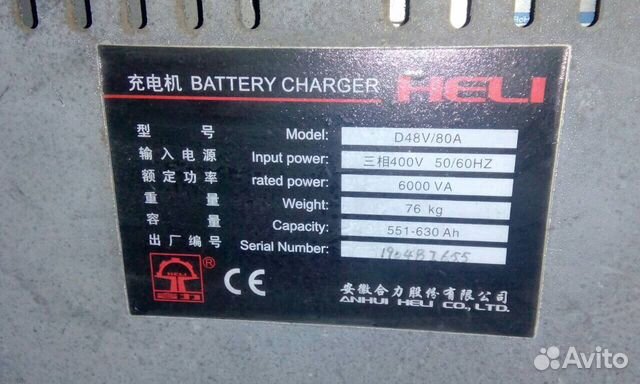 充电机 BATTERY CHARGER HELI
型 号 Model: D48V/80A
输入电源 Input power: 三相400V 50/60HZ
额定功率 rated power: 6000 VA
重 量 Weight: 76 kg
容 量 Capacity: 551-630 Ah
出厂编号 Serial Number:
HELI ® CE 安徽合力股份有限公司
合力 ANHUI HELI CO., LTD.
Avito